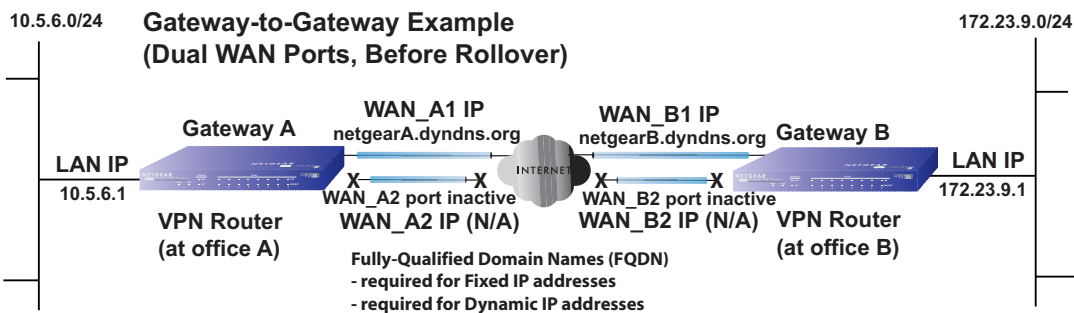 10.5.6.0/24
Gateway-to-Gateway Example
(Dual WAN Ports, Before Rollover)
172.23.9.0/24
WAN_A1 IP
netgearA.dyndns.org
WAN_B1 IP
netgearB.dyndns.org
Gateway A
Gateway B
LAN IP
10.5.6.1
NETGEAR
NETGEAR
INTERNET
NETGEAR
NETGEAR
LAN IP
172.23.9.1
X
X
X
X
WAN_A2 port inactive
WAN_A2 IP (N/A)
WAN_B2 port inactive
WAN_B2 IP (N/A)
VPN Router
(at office A)
VPN Router
(at office B)
Fully-Qualified Domain Names (FQDN)
- required for Fixed IP addresses
- required for Dynamic IP addresses